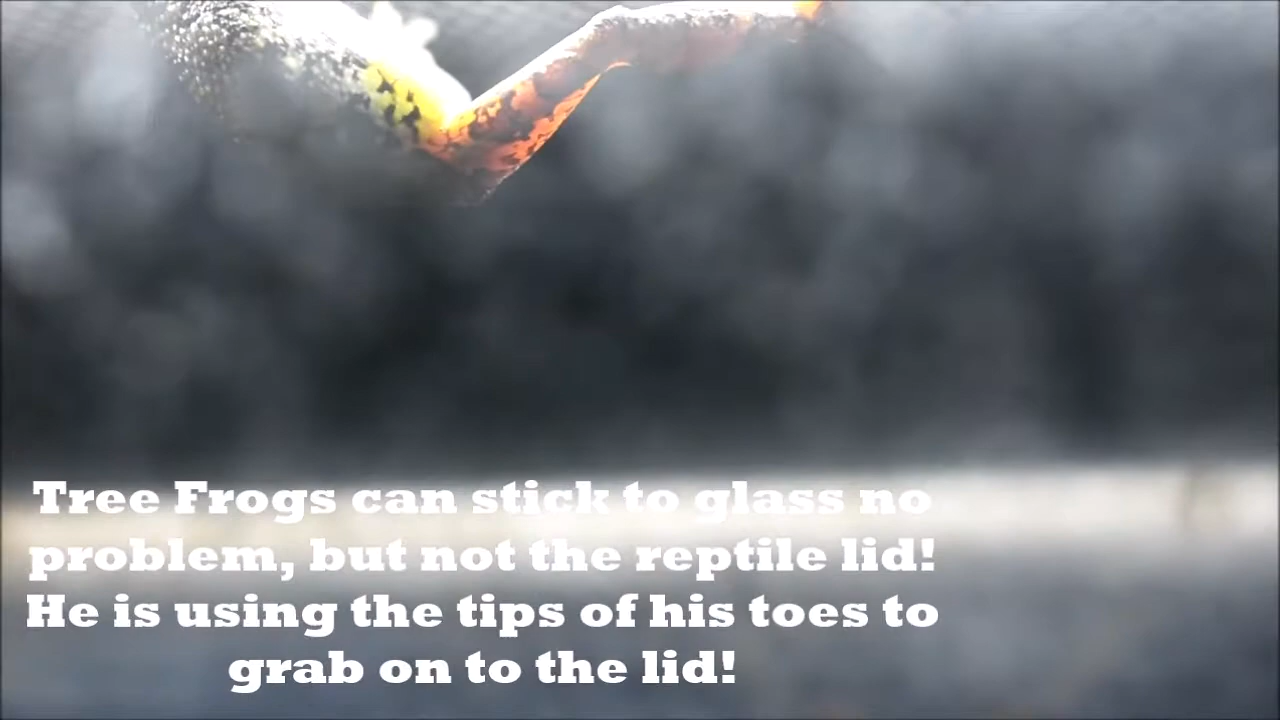 Tree Frogs can stick to glass no
problem, but not the reptile lid!
He is using the tips of his toes to
grab on to the lid!